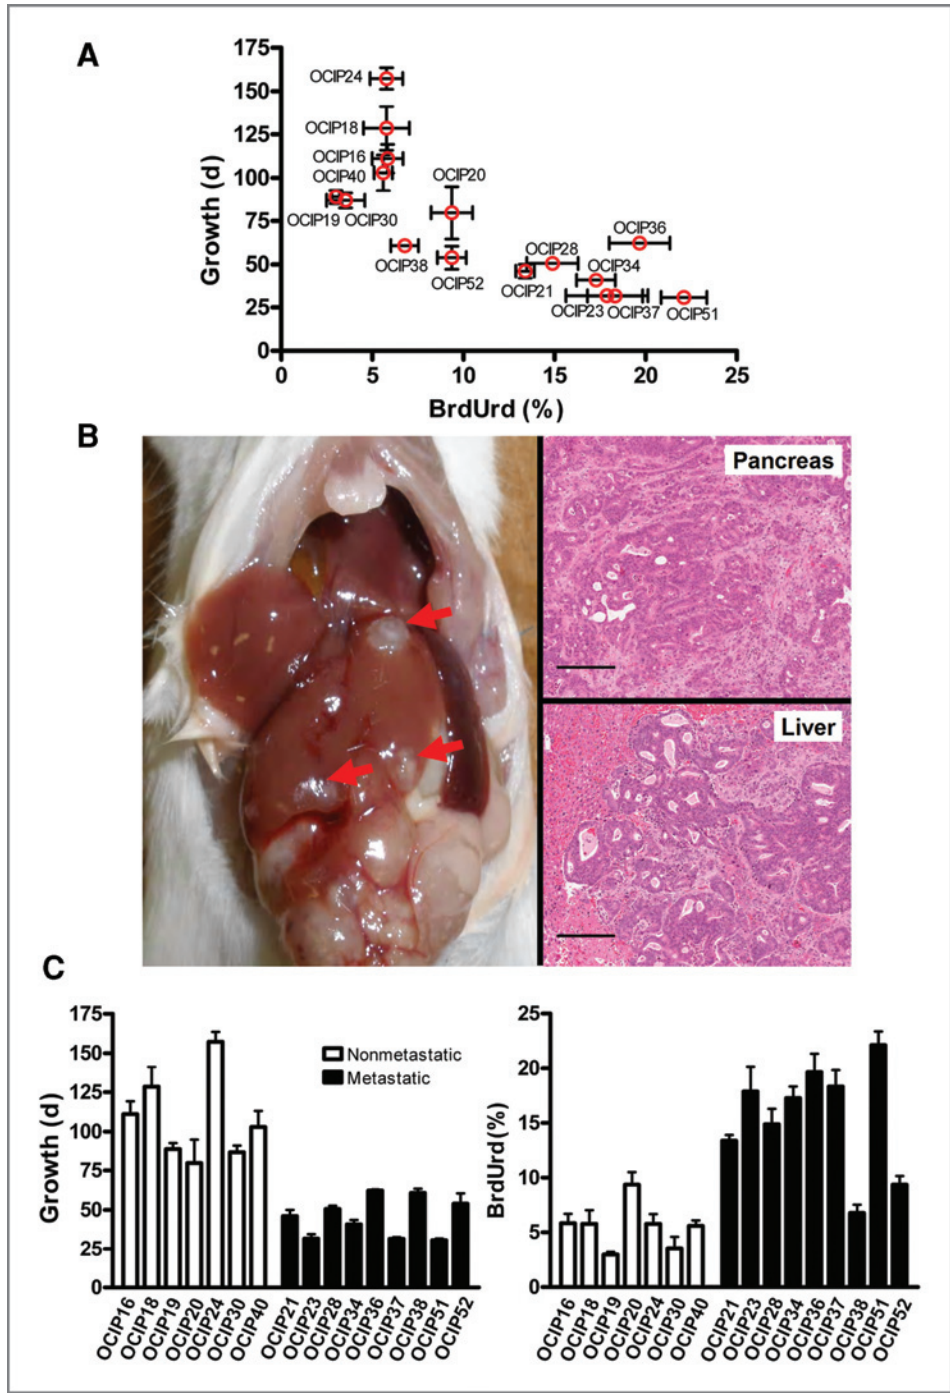 A
175
150
125
100
75
50
25
0
Growth (d)
OCIP24
OCIP18
OCIP16
OCIP40
OCIP20
OCIP19 OCIP30
OCIP36
OCIP28
OCIP38
OCIP34
OCIP52
OCIP21
OCIP23 OCIP37 OCIP51
0 5 10 15 20 25
BrdUrd (%)
B
Pancreas
Liver
C
175
150
125
100
75
50
25
0
Growth (d)
Nonmetastatic
Metastatic
OCIP16
OCIP18
OCIP19
OCIP20
OCIP24
OCIP30
OCIP40
OCIP21
OCIP23
OCIP28
OCIP34
OCIP36
OCIP37
OCIP38
OCIP51
OCIP52
25
20
15
10
5
0
BrdUrd (%)
OCIP16
OCIP18
OCIP19
OCIP20
OCIP24
OCIP30
OCIP40
OCIP21
OCIP23
OCIP28
OCIP34
OCIP36
OCIP37
OCIP38
OCIP51
OCIP52